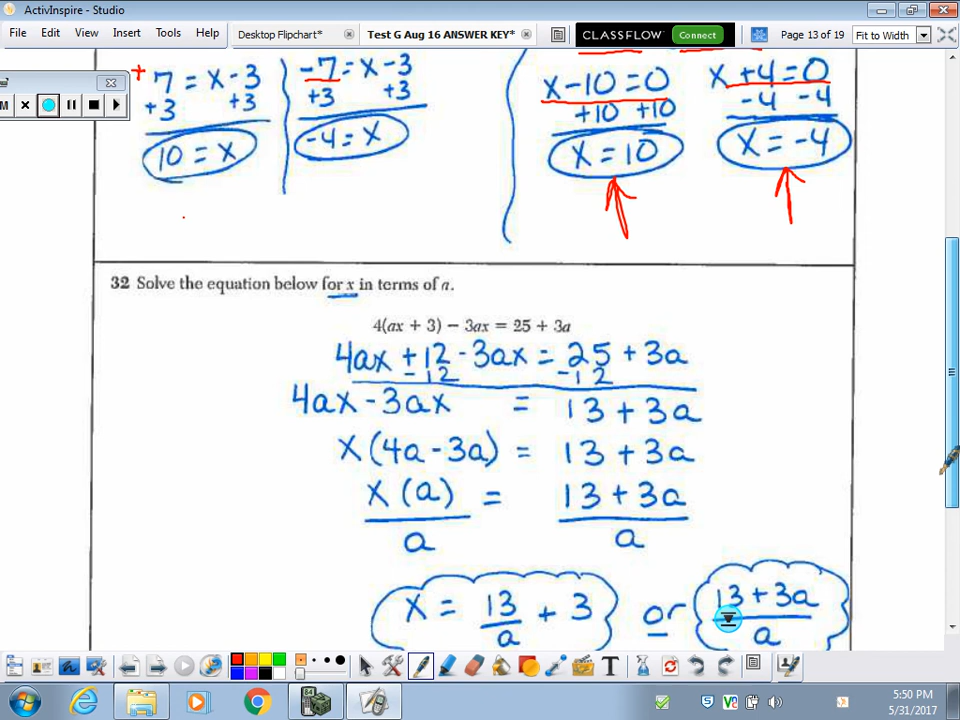 ActivInspire - Studio
File Edit View Insert Tools Help Desktop Flipchart* Test G Aug 16 ANSWER KEY* CLASSFLOW Connect Page 13 of 19 Fit to Width
M
+7 = x - 3
+3 +3
10 = x
-7 = x - 3
+3 +3
-4 = x
x - 10 = 0
+10 +10
x = 10
x + 4 = 0
-4 -4
x = -4
32 Solve the equation below for x in terms of a.
4(ax + 3) − 3ax = 25 + 3a
4ax + 12 - 3ax = 25 + 3a
-12 -12
4ax - 3ax = 13 + 3a
x(4a - 3a) = 13 + 3a
x(a) = 13 + 3a
a a
x = 13/a + 3 or 13 + 3a
a
T
S V2
5:50 PM
5/31/2017